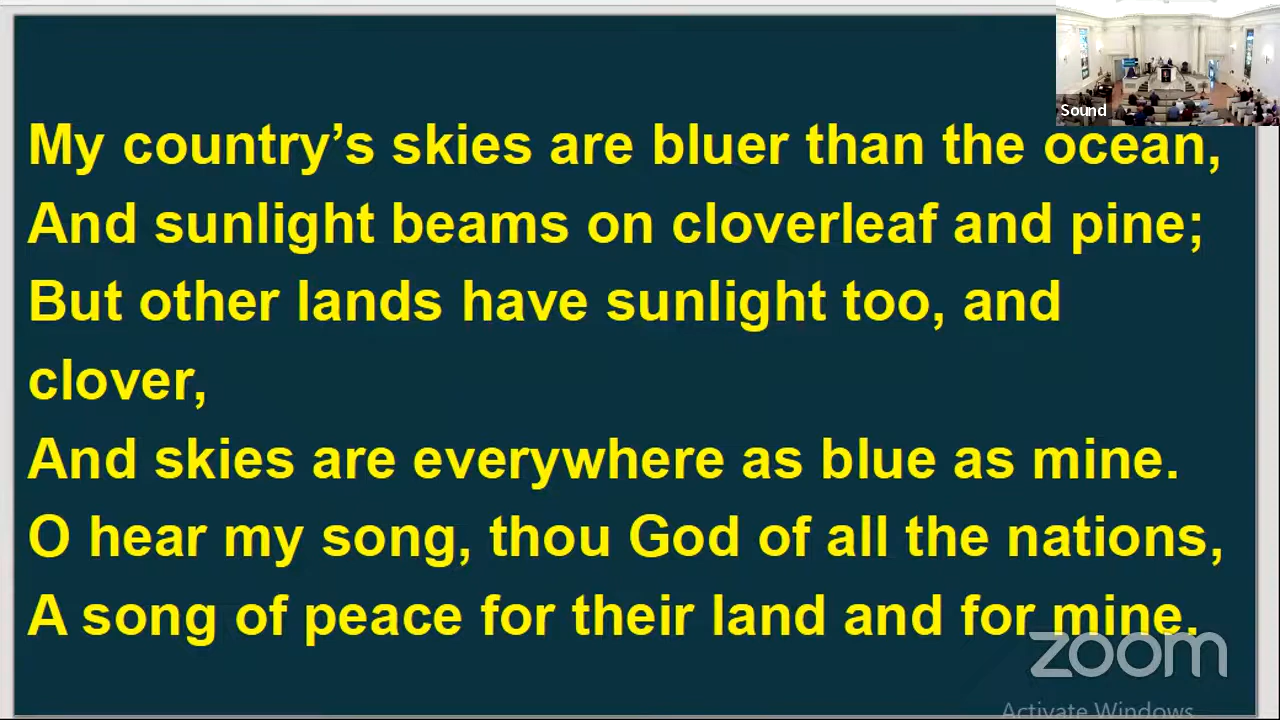 Sound
My country’s skies are bluer than the ocean,
And sunlight beams on cloverleaf and pine;
But other lands have sunlight too, and
clover,
And skies are everywhere as blue as mine.
O hear my song, thou God of all the nations,
A song of peace for their land and for mine.
zoom
Activate Windows